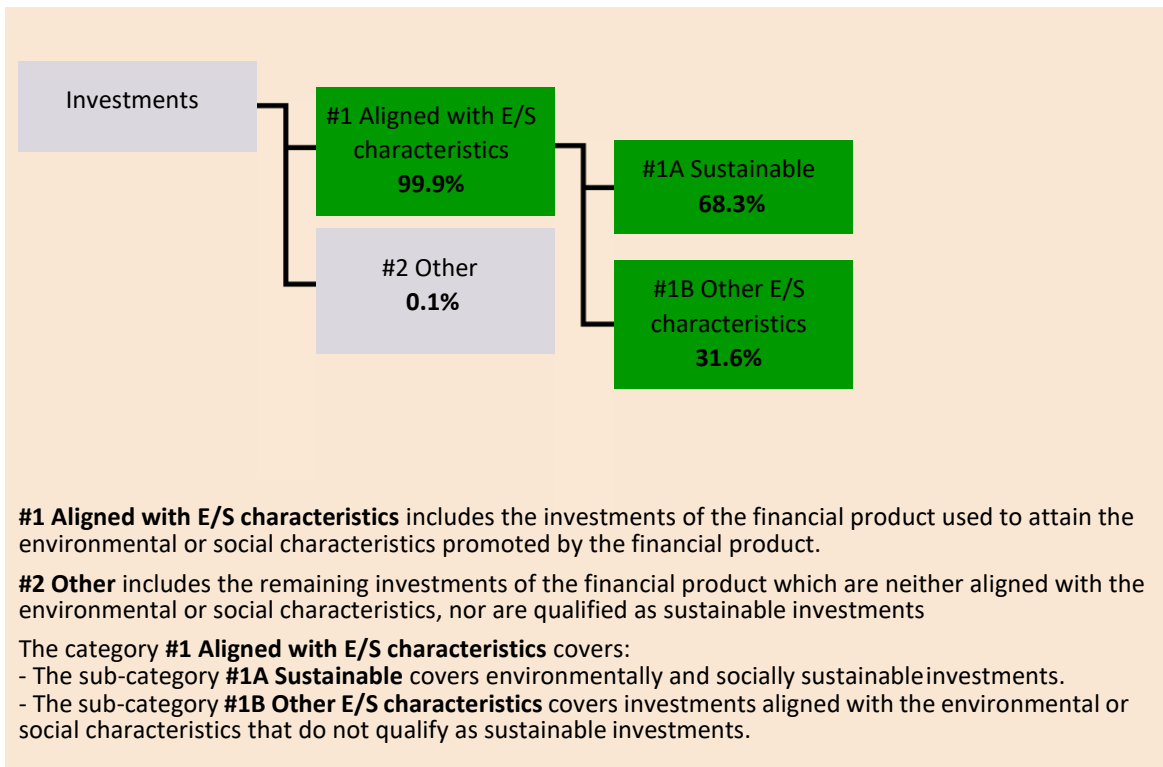 Investments
#1 Aligned with E/S
characteristics
99.9%
#2 Other
0.1%
#1A Sustainable
68.3%
#1B Other E/S
characteristics
31.6%
#1 Aligned with E/S characteristics includes the investments of the financial product used to attain the
environmental or social characteristics promoted by the financial product.
#2 Other includes the remaining investments of the financial product which are neither aligned with the
environmental or social characteristics, nor are qualified as sustainable investments
The category #1 Aligned with E/S characteristics covers:
- The sub-category #1A Sustainable covers environmentally and socially sustainable investments.
- The sub-category #1B Other E/S characteristics covers investments aligned with the environmental or
social characteristics that do not qualify as sustainable investments.